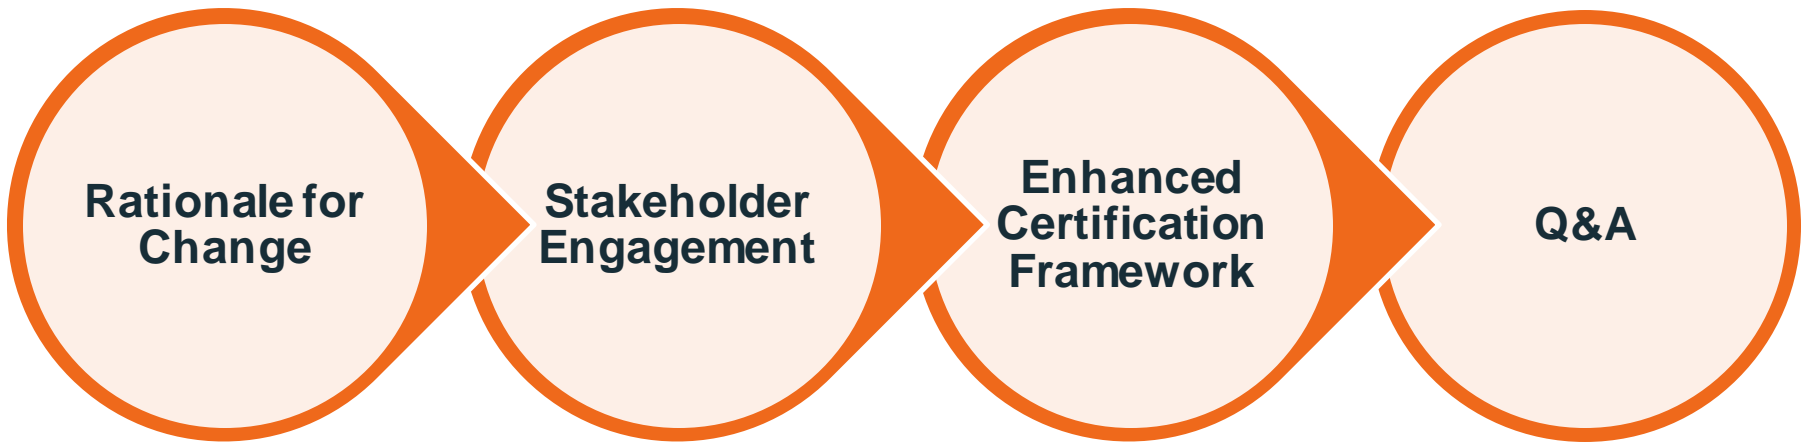 Rationale for
Change
Stakeholder
Engagement
Enhanced
Certification
Framework
Q&A